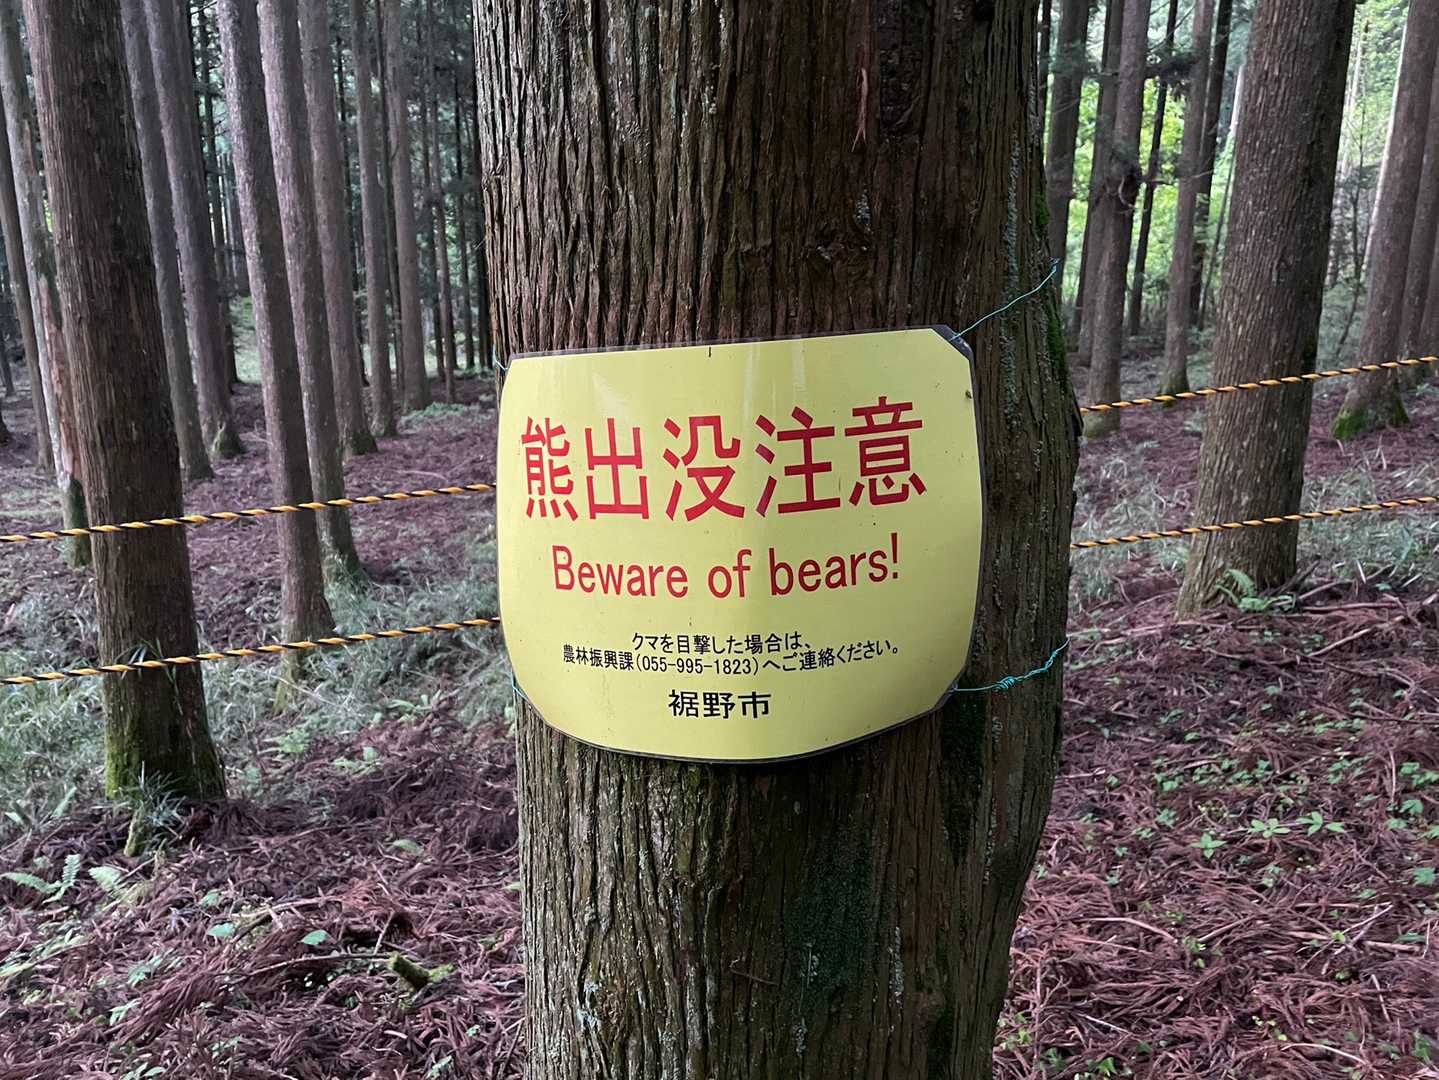 熊出没注意
Beware of bears!
クマを目撃した場合は、
農林振興課(055-995-1823)へご連絡ください。
裾野市